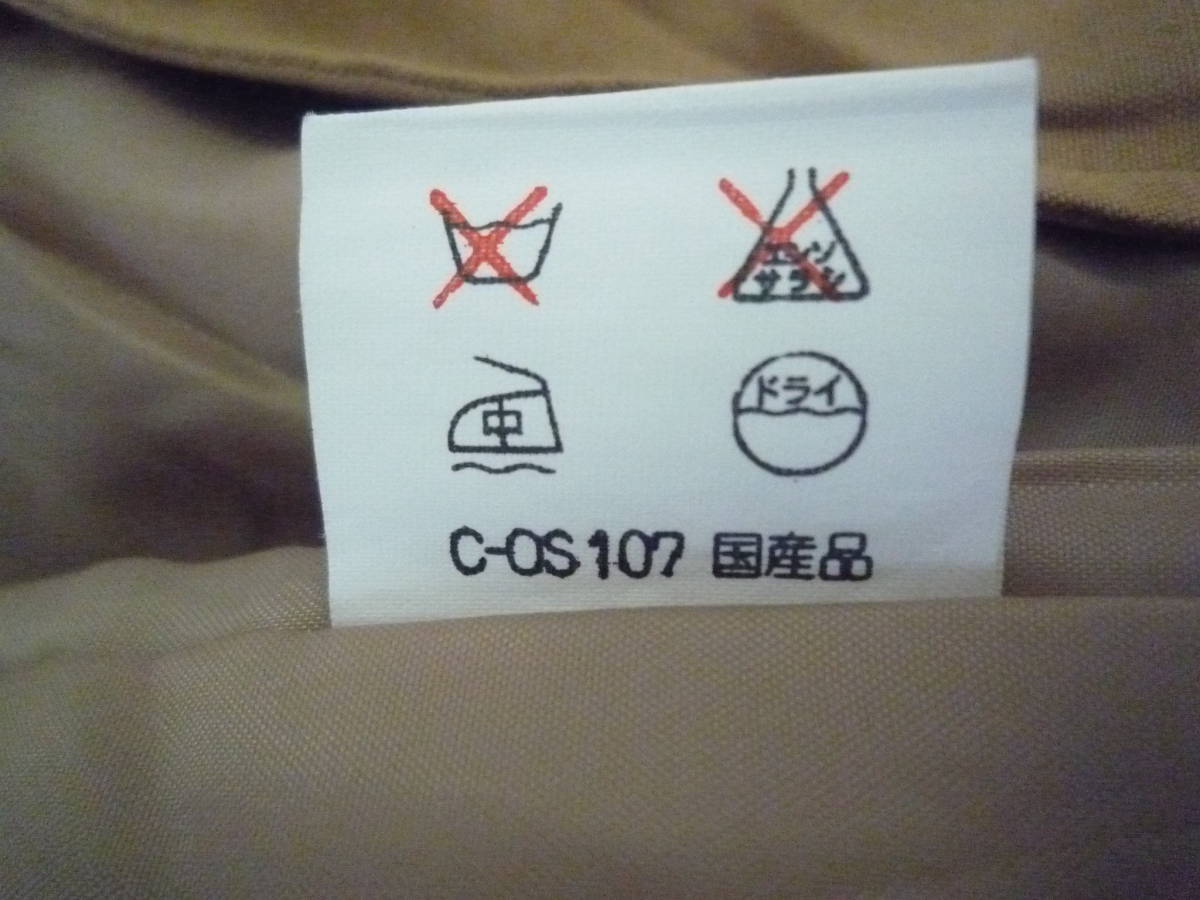 エンソ
サラシ
中
ドライ
C-OS107 国産品